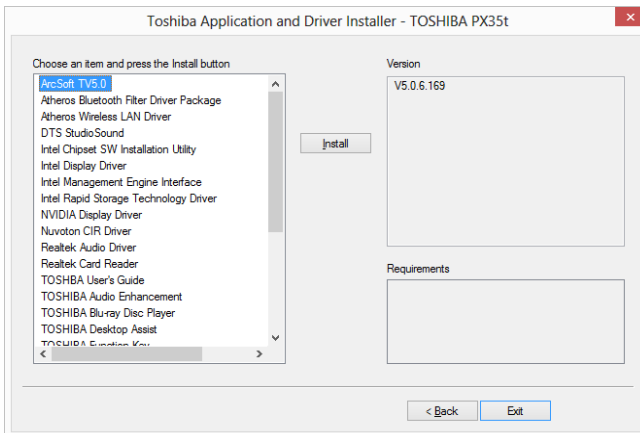 Toshiba Application and Driver Installer - TOSHIBA PX35t
Choose an item and press the Install button
ArcSoft TV5.0
Atheros Bluetooth Filter Driver Package
Atheros Wireless LAN Driver
DTS StudioSound
Intel Chipset SW Installation Utility
Intel Display Driver
Intel Management Engine Interface
Intel Rapid Storage Technology Driver
NVIDIA Display Driver
Nuvoton CIR Driver
Realtek Audio Driver
Realtek Card Reader
TOSHBA User's Guide
TOSHIBA Audio Enhancement
TOSHIBA Blu-ray Disc Player
TOSHIBA Desktop Assist
TOSHIBA Function Key
Install
Version
V5.0.6.169
Requirements
< Back
Exit